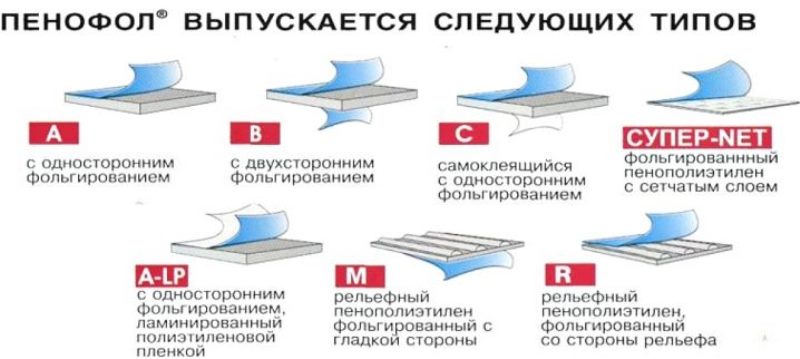 ПЕНОФОЛ® ВЫПУСКАЕТСЯ СЛЕДУЮЩИХ ТИПОВ
A
с односторонним
фольгированием
B
с двухсторонним
фольгированием
C
самоклеящийся
с односторонним
фольгированием
СУПЕР-NET
фольгированнный
пенополиэтилен
с сетчатым слоем
A-LP
с односторонним
фольгированием,
ламинированный
полиэтиленовой
пленкой
M
рельефный
пенополиэтилен
фольгированный с
гладкой стороны
R
рельефный
пенополиэтилен,
фольгированный
со стороны рельефа